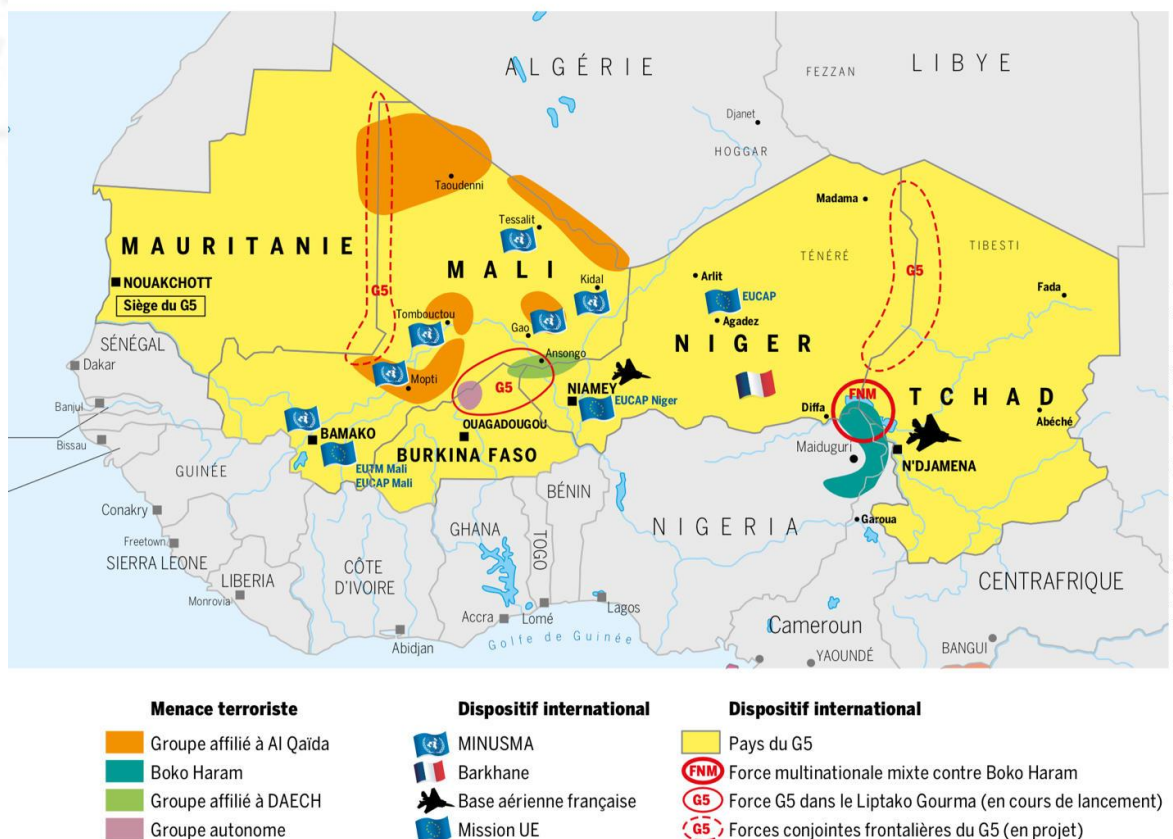 ALGÉRIE
LIBYE
FEZZAN
Djanet
HOGGAR
Taoudenni
Madama
Tessalit
MAURITANIE
TÉNÉRÉ
TIBESTI
MALI
G5
NOUAKCHOTT
Siège du G5
G5
Kidal
Arlit
EUCAP
Fada
Tombouctou
Gao
Agadez
SÉNÉGAL
Dakar
NIGER
Ansongo
Mopti
G5
NIAMEY
EUCAP Niger
FNM
TCHAD
Banjul
Diffa
Abéché
BAMAKO
OUAGADOUGOU
Bissau
BURKINA FASO
Maiduguri
N'DJAMENA
EUTM Mali
EUCAP Mali
GUINÉE
BÉNIN
Conakry
GHANA
TOGO
NIGERIA
Garoua
Freetown
SIERRA LEONE
CÔTE
D'IVOIRE
LIBERIA
CENTRAFRIQUE
Monrovia
Accra
Lomé
Lagos
Cameroun
Abidjan
Golfe de Guinée
YAOUNDÉ
BANGUI
Menace terroriste
Groupe affilié à Al Qaïda
Boko Haram
Groupe affilié à DAECH
Groupe autonome
Dispositif international
MINUSMA
Barkhane
Base aérienne française
Mission UE
Dispositif international
Pays du G5
FNM Force multinationale mixte contre Boko Haram
G5 Force G5 dans le Liptako Gourma (en cours de lancement)
G5 Forces conjointes frontalières du G5 (en projet)